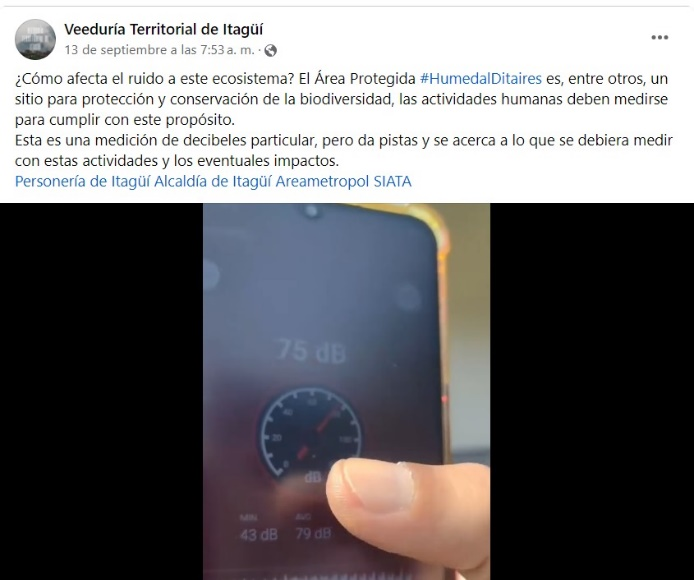 Veeduría Territorial de Itagüí
13 de septiembre a las 7:53 a. m. ·
¿Cómo afecta el ruido a este ecosistema? El Área Protegida #HumedalDitaires es, entre otros, un
sitio para protección y conservación de la biodiversidad, las actividades humanas deben medirse
para cumplir con este propósito.
Esta es una medición de decibeles particular, pero da pistas y se acerca a lo que se debiera medir
con estas actividades y los eventuales impactos.
Personería de Itagüí Alcaldía de Itagüí Areametropol SIATA
75 dB
40
20
100
0
dB
MIN AVG
43 dB 79 dB